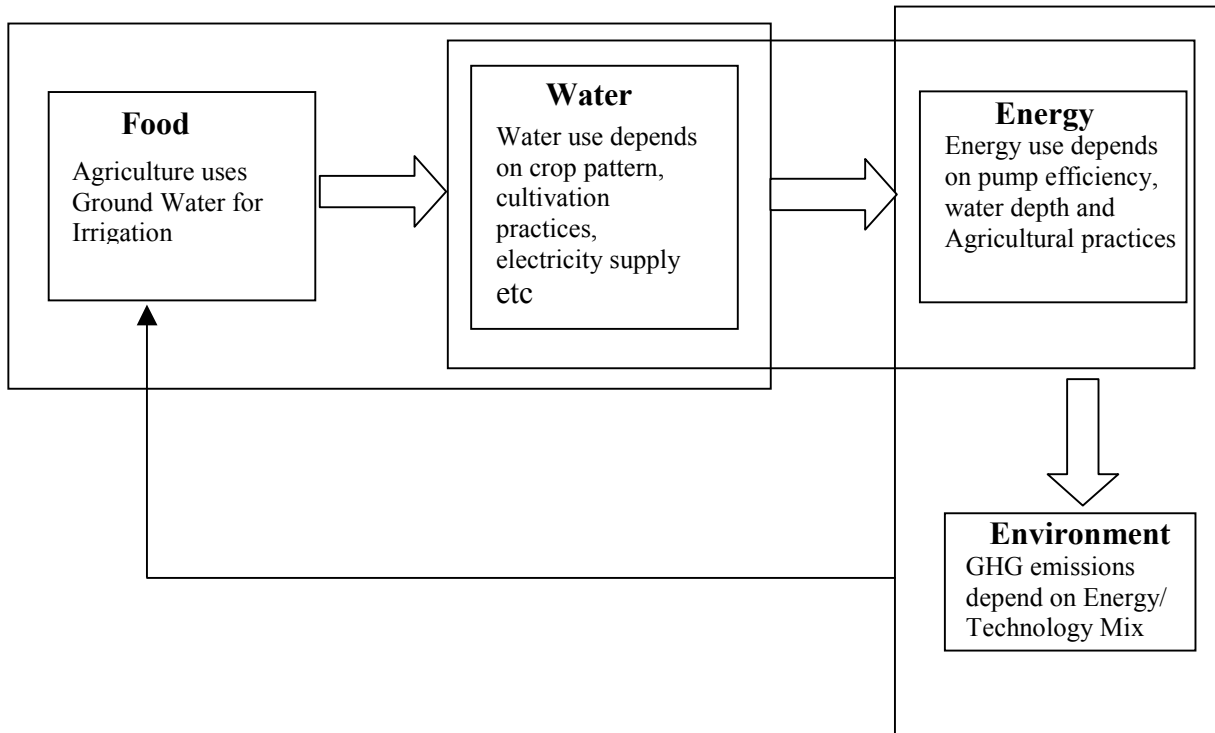 Food
Agriculture uses
Ground Water for
Irrigation
Water
Water use depends
on crop pattern,
cultivation
practices,
electricity supply
etc
Energy
Energy use depends
on pump efficiency,
water depth and
Agricultural practices
Environment
GHG emissions
depend on Energy/
Technology Mix